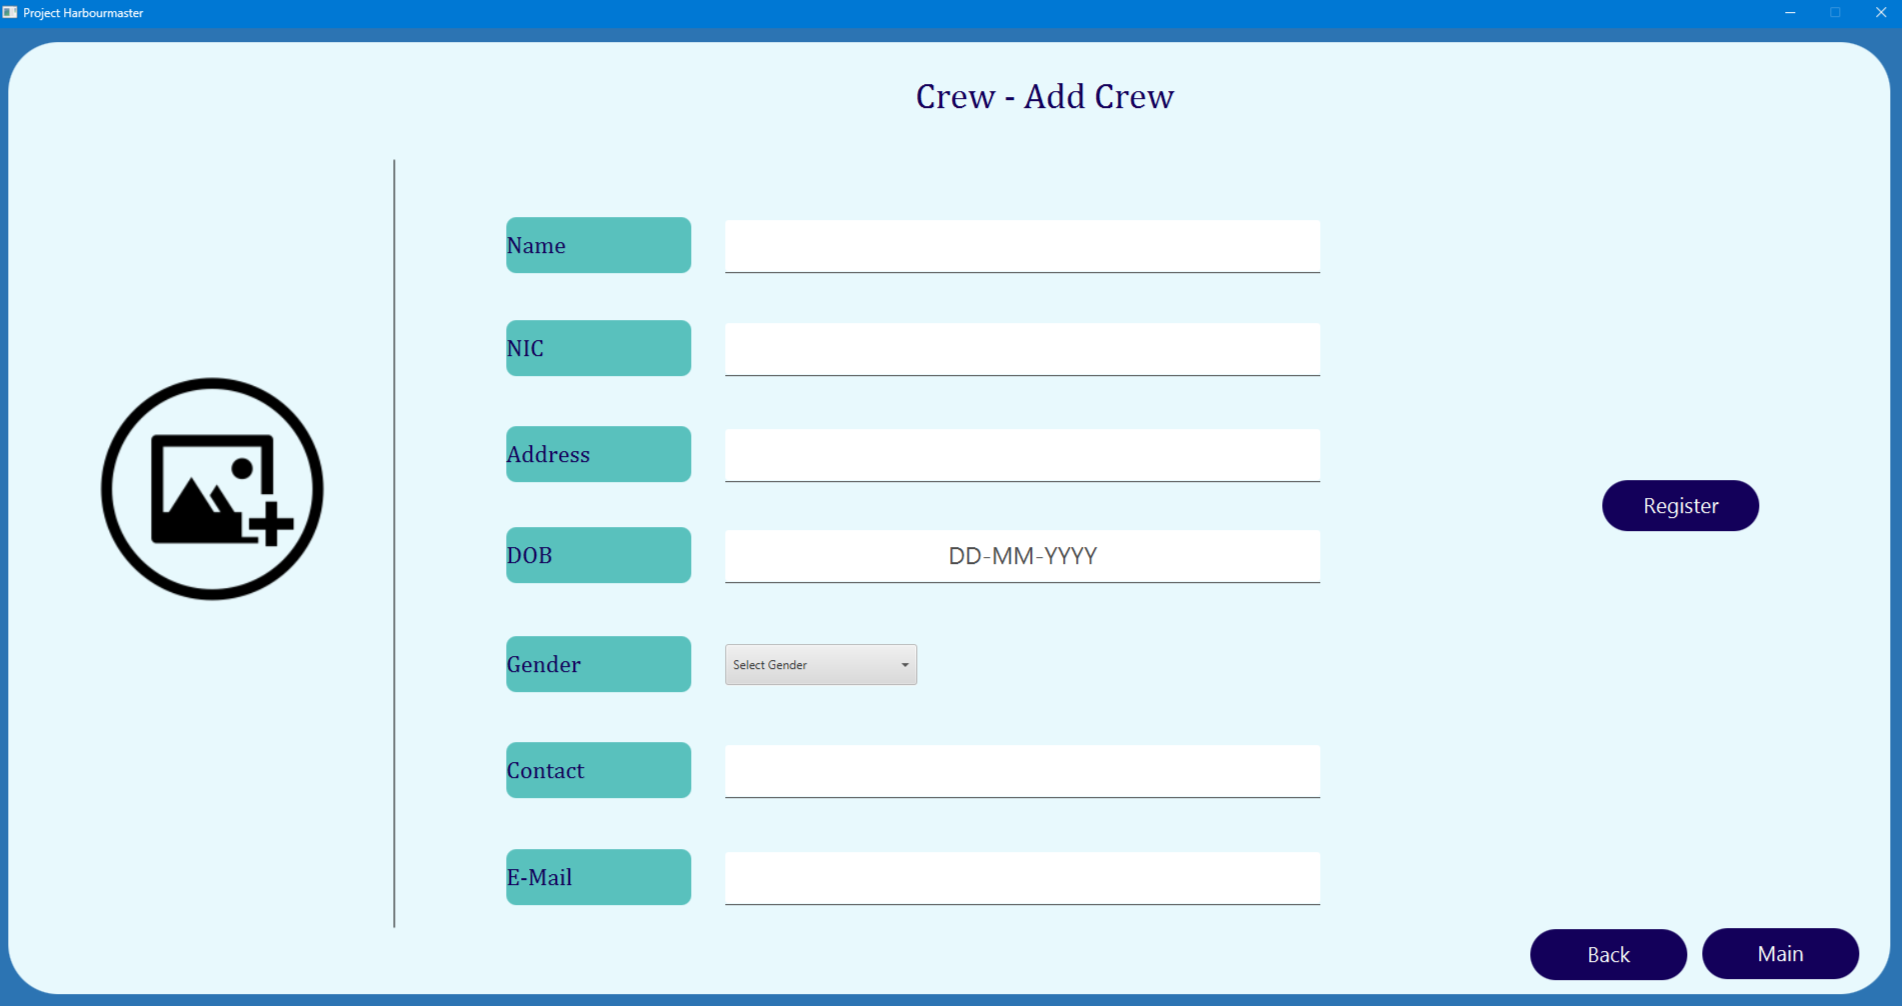 Project Harbourmaster
Crew - Add Crew
Name
NIC
Address
DOB
DD-MM-YYYY
Gender
Select Gender
Contact
E-Mail
Register
Back
Main